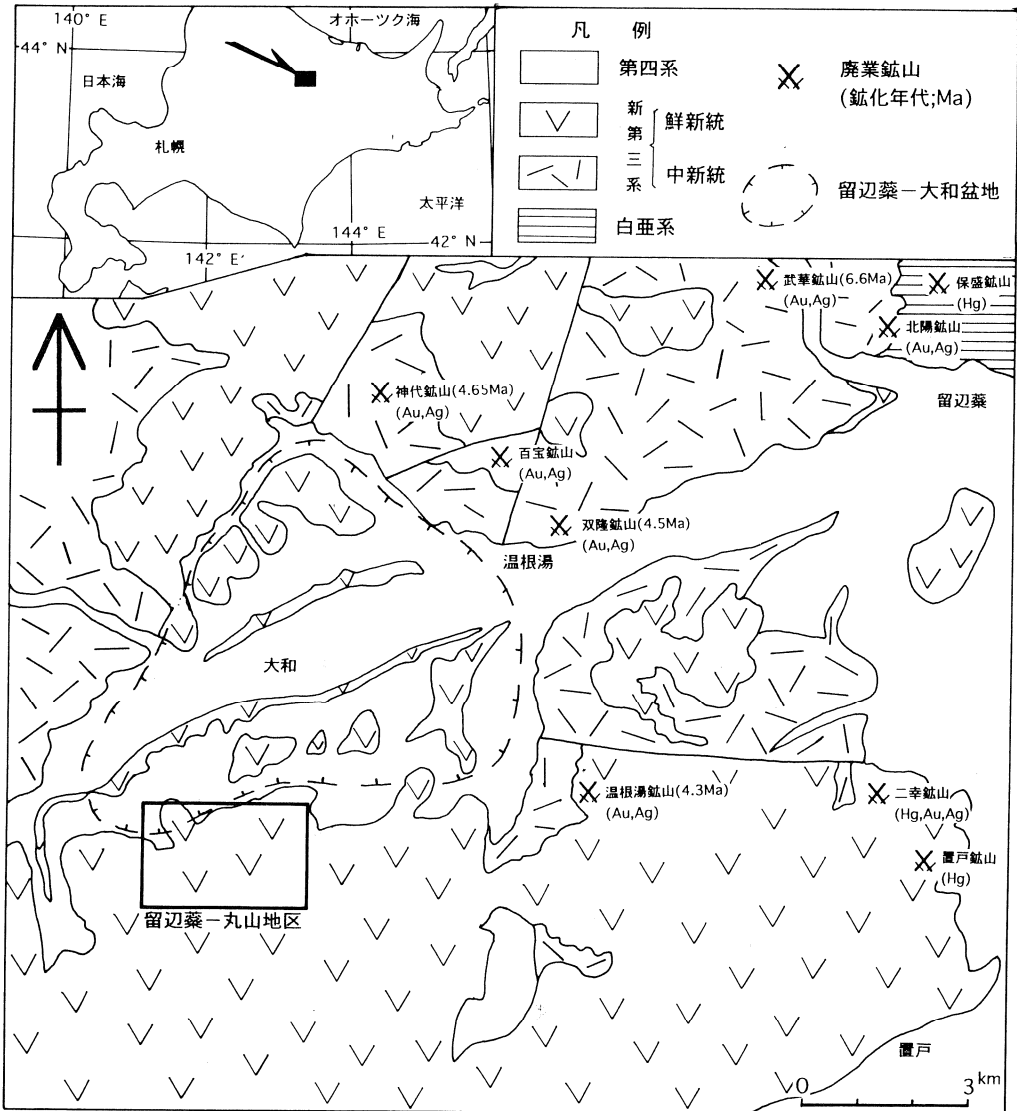 140° E
オホーツク海
44° N
日本海
札幌
太平洋
144° E
42° N
142° E
凡 例
第四系
新第三系
鮮新統
中新統
白亜系
廃業鉱山
(鉱化年代;Ma)
留辺蘂－大和盆地
武華鉱山(6.6Ma)
(Au,Ag)
保盛鉱山
(Hg)
北陽鉱山
(Au,Ag)
留辺蘂
神代鉱山(4.65Ma)
(Au,Ag)
百宝鉱山
(Au,Ag)
双隆鉱山(4.5Ma)
(Au,Ag)
温根湯
大和
温根湯鉱山(4.3Ma)
(Au,Ag)
二幸鉱山
(Hg,Au,Ag)
置戸鉱山
(Hg)
留辺蘂－丸山地区
置戸
0 3 km